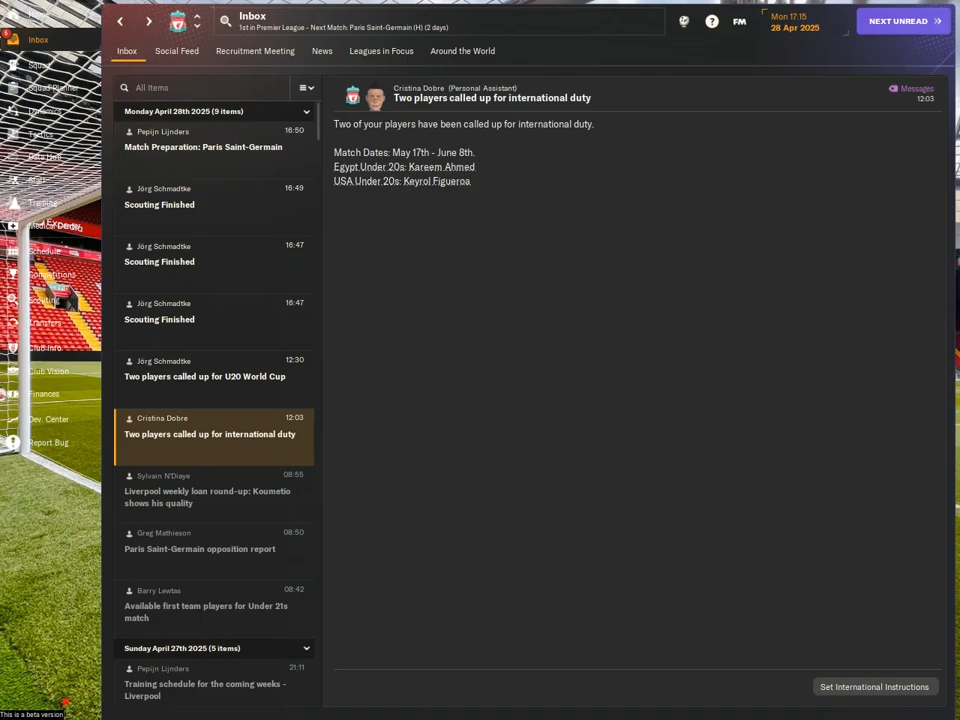 Inbox
1st in Premier League - Next Match: Paris Saint-Germain (H) (2 days)
FM
Mon 17:15
28 Apr 2025
NEXT UNREAD
Inbox
Social Feed
Recruitment Meeting
News
Leagues in Focus
Around the World
5
Home
Inbox
Squad
Squad Planner
Dynamics
Tactics
Data Hub
Staff
Training
Medical Centre
Schedule
Competitions
Scouting
Transfers
Club Info
Club Vision
Finances
Dev. Center
Report Bug
This is a beta version
All Items
Monday April 28th 2025 (9 items)
Pepijn Lijnders
16:50
Match Preparation: Paris Saint-Germain
Jörg Schmadtke
16:49
Scouting Finished
Jörg Schmadtke
16:47
Scouting Finished
Jörg Schmadtke
16:47
Scouting Finished
Jörg Schmadtke
12:30
Two players called up for U20 World Cup
Cristina Dobre
12:03
Two players called up for international duty
Sylvain N'Diaye
08:55
Liverpool weekly loan round-up: Koumetio
shows his quality
Greg Mathieson
08:50
Paris Saint-Germain opposition report
Barry Lewtas
08:42
Available first team players for Under 21s
match
Sunday April 27th 2025 (5 items)
Pepijn Lijnders
21:11
Training schedule for the coming weeks -
Liverpool
Cristina Dobre (Personal Assistant)
Two players called up for international duty
Messages
12:03
Two of your players have been called up for international duty.
Match Dates: May 17th - June 8th.
Egypt Under 20s: Kareem Ahmed
USA Under 20s: Keyrol Figueroa
Set International Instructions